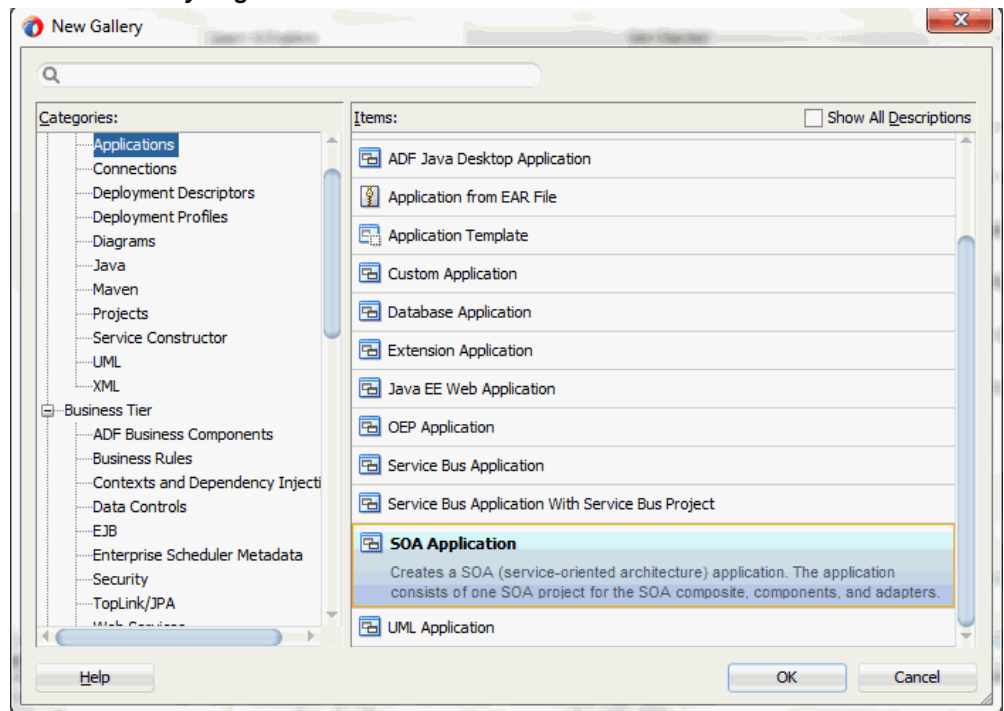 New Gallery
Categories:
Applications
Connections
Deployment Descriptors
Deployment Profiles
Diagrams
Java
Maven
Projects
Service Constructor
UML
XML
Business Tier
ADF Business Components
Business Rules
Contexts and Dependency Injecti
Data Controls
EJB
Enterprise Scheduler Metadata
Security
TopLink/JPA
Items:
Show All Descriptions
ADF Java Desktop Application
Application from EAR File
Application Template
Custom Application
Database Application
Extension Application
Java EE Web Application
OEP Application
Service Bus Application
Service Bus Application With Service Bus Project
SOA Application
Creates a SOA (service-oriented architecture) application. The application
consists of one SOA project for the SOA composite, components, and adapters.
UML Application
Help
OK
Cancel